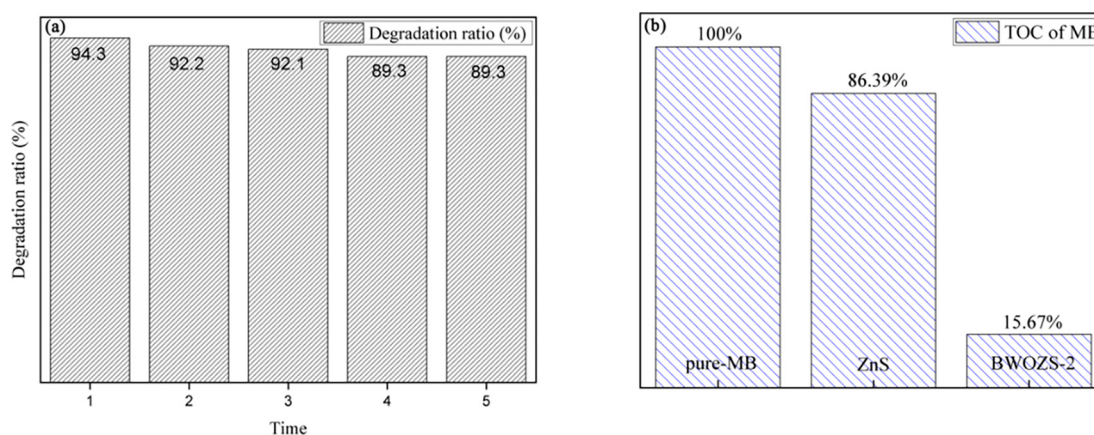 (a)
Degradation ratio (%)
94.3 92.2 92.1 89.3 89.3
Degradation ratio (%)
1 2 3 4 5
Time
(b)
TOC of MB
100%
86.39%
15.67%
pure-MB ZnS BWOZS-2